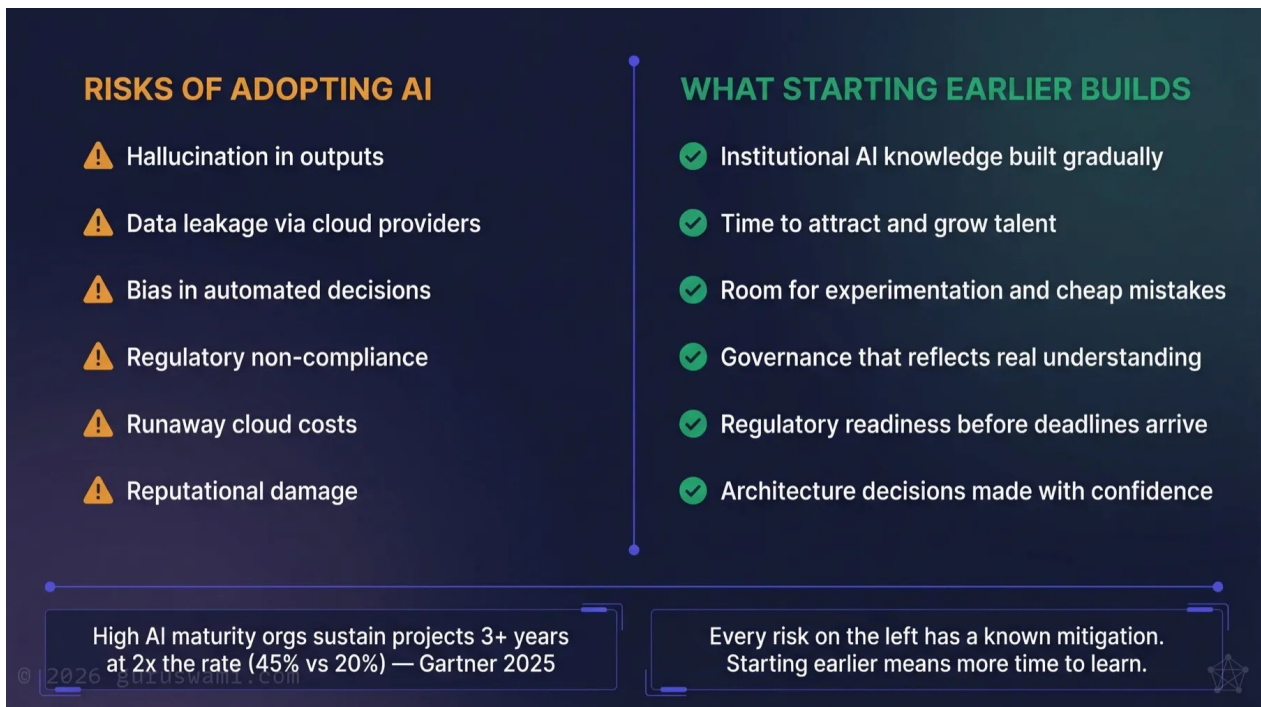 RISKS OF ADOPTING AI
Hallucination in outputs
Data leakage via cloud providers
Bias in automated decisions
Regulatory non-compliance
Runaway cloud costs
Reputational damage
WHAT STARTING EARLIER BUILDS
Institutional AI knowledge built gradually
Time to attract and grow talent
Room for experimentation and cheap mistakes
Governance that reflects real understanding
Regulatory readiness before deadlines arrive
Architecture decisions made with confidence
High AI maturity orgs sustain projects 3+ years
at 2x the rate (45% vs 20%) — Gartner 2025
Every risk on the left has a known mitigation.
Starting earlier means more time to learn.
© 2026 guruswami.com